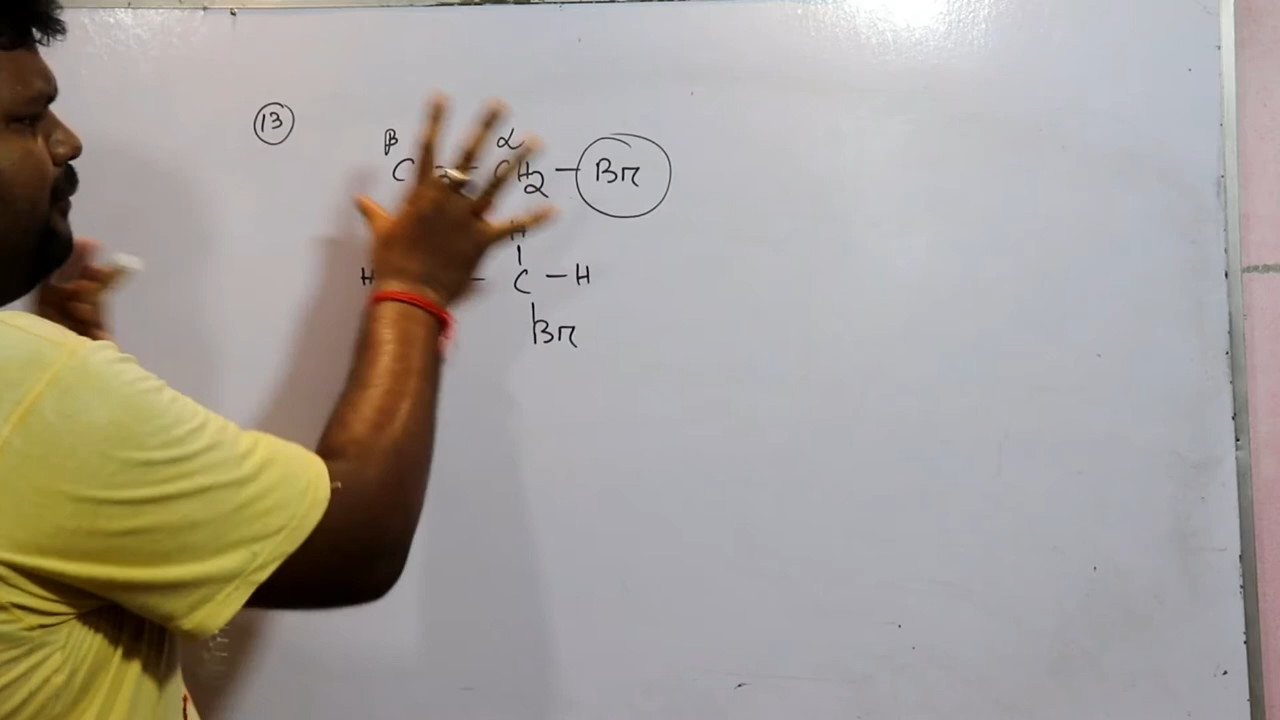 13
β α
C CH2 - Br
H
H - C - H
Br